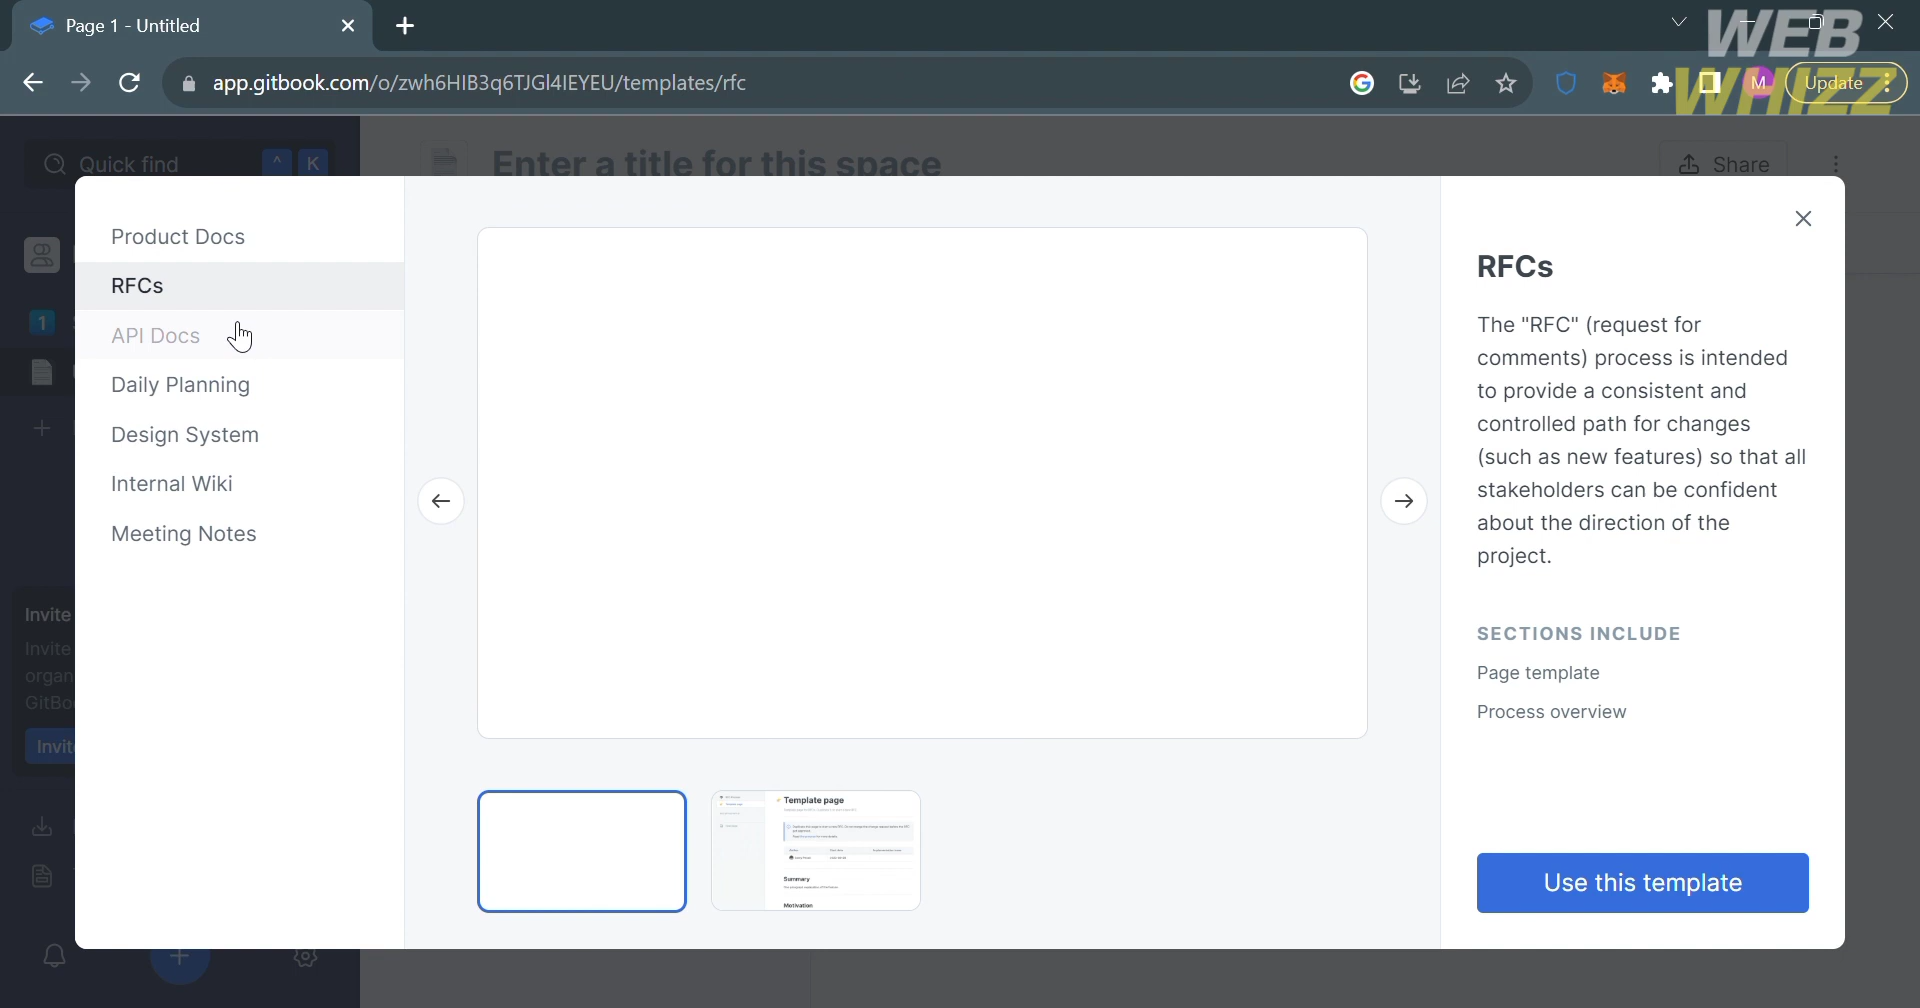 Page 1 - Untitled
app.gitbook.com/o/zwh6HIB3q6TJGl4IEYEU/templates/rfc
M
Update
WEB
WHIZZ
Quick find
^
K
Enter a title for this space
Share
1
Invite
Invite
organ
GitBo
Invite
Product Docs
RFCs
API Docs
Daily Planning
Design System
Internal Wiki
Meeting Notes
Template page
Summary
Motivation
RFCs
The "RFC" (request for
comments) process is intended
to provide a consistent and
controlled path for changes
(such as new features) so that all
stakeholders can be confident
about the direction of the
project.
SECTIONS INCLUDE
Page template
Process overview
Use this template